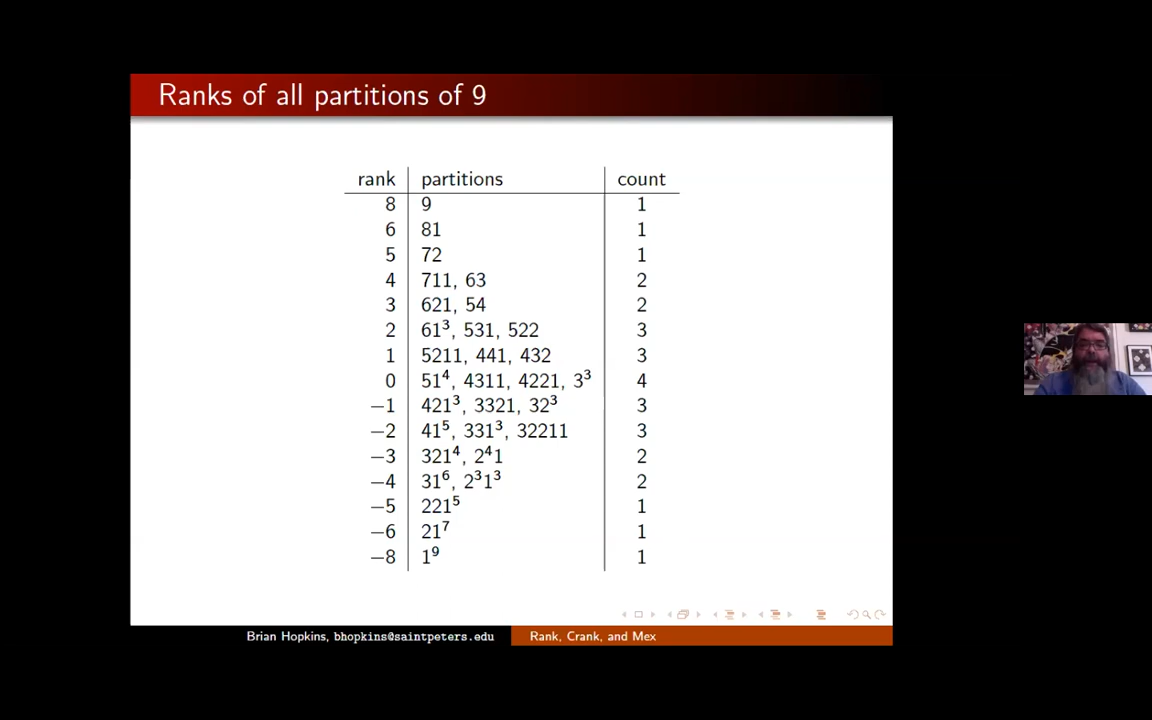 Ranks of all partitions of 9
rank partitions count
8 9 1
6 81 1
5 72 1
4 711, 63 2
3 621, 54 2
2 61³, 531, 522 3
1 5211, 441, 432 3
0 51⁴, 4311, 4221, 3³ 4
−1 421³, 3321, 32³ 3
−2 41⁵, 331³, 32211 3
−3 321⁴, 2⁴1 2
−4 31⁶, 2³1³ 2
−5 221⁵ 1
−6 21⁷ 1
−8 1⁹ 1
Brian Hopkins, bhopkins@saintpeters.edu Rank, Crank, and Mex